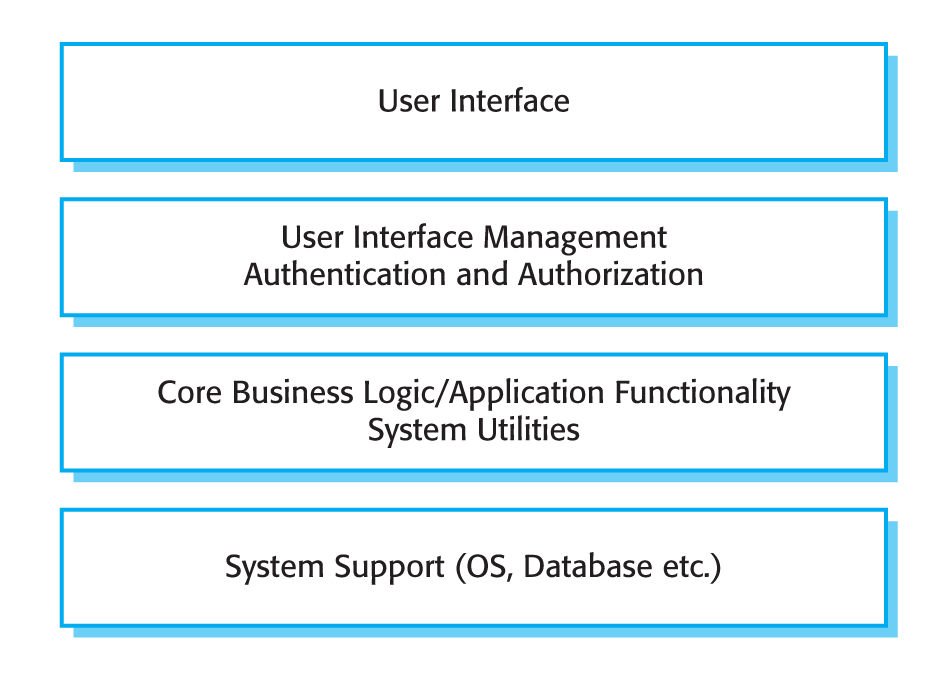 User Interface
User Interface Management
Authentication and Authorization
Core Business Logic/Application Functionality
System Utilities
System Support (OS, Database etc.)